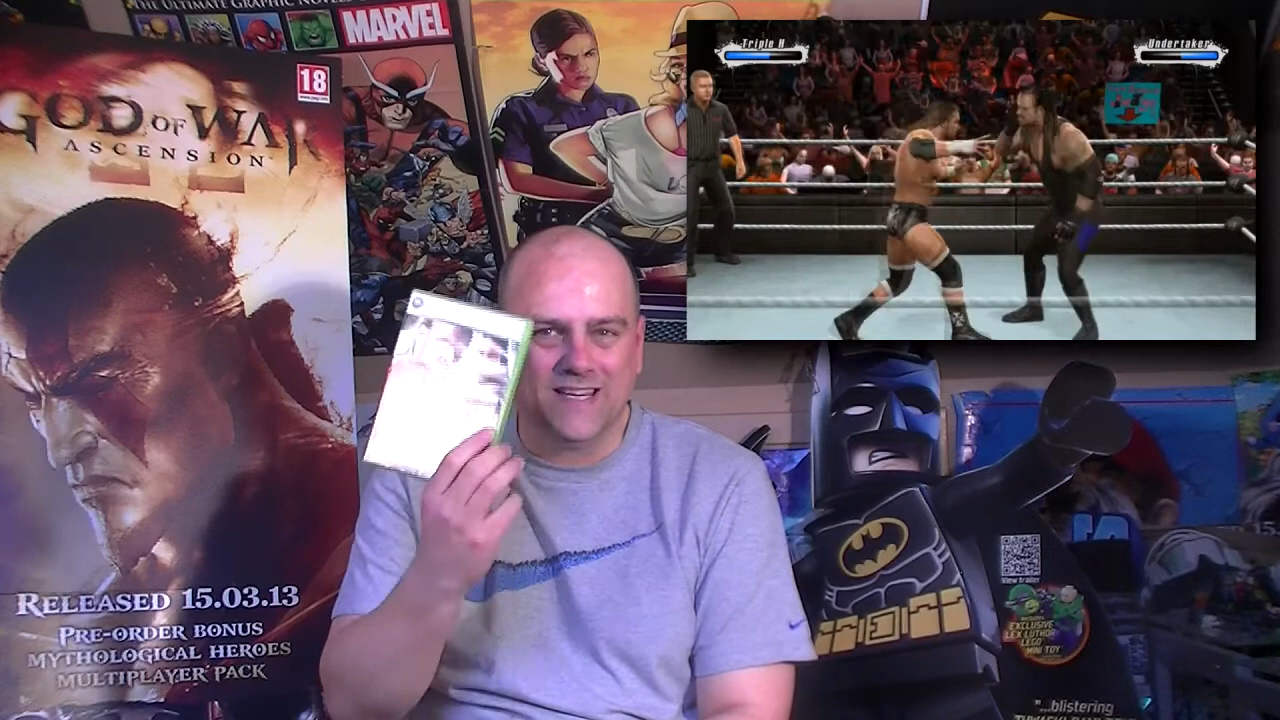 THE ULTIMATE GRAPHIC NOVELS
MARVEL
18
GOD OF WAR
ASCENSION
RELEASED 15.03.13
PRE-ORDER BONUS
MYTHOLOGICAL HEROES
MULTIPLAYER PACK
Triple H
Undertaker
View trailer
EXCLUSIVE
LEX LUTHOR
LEGO
MINI TOY
"...blistering